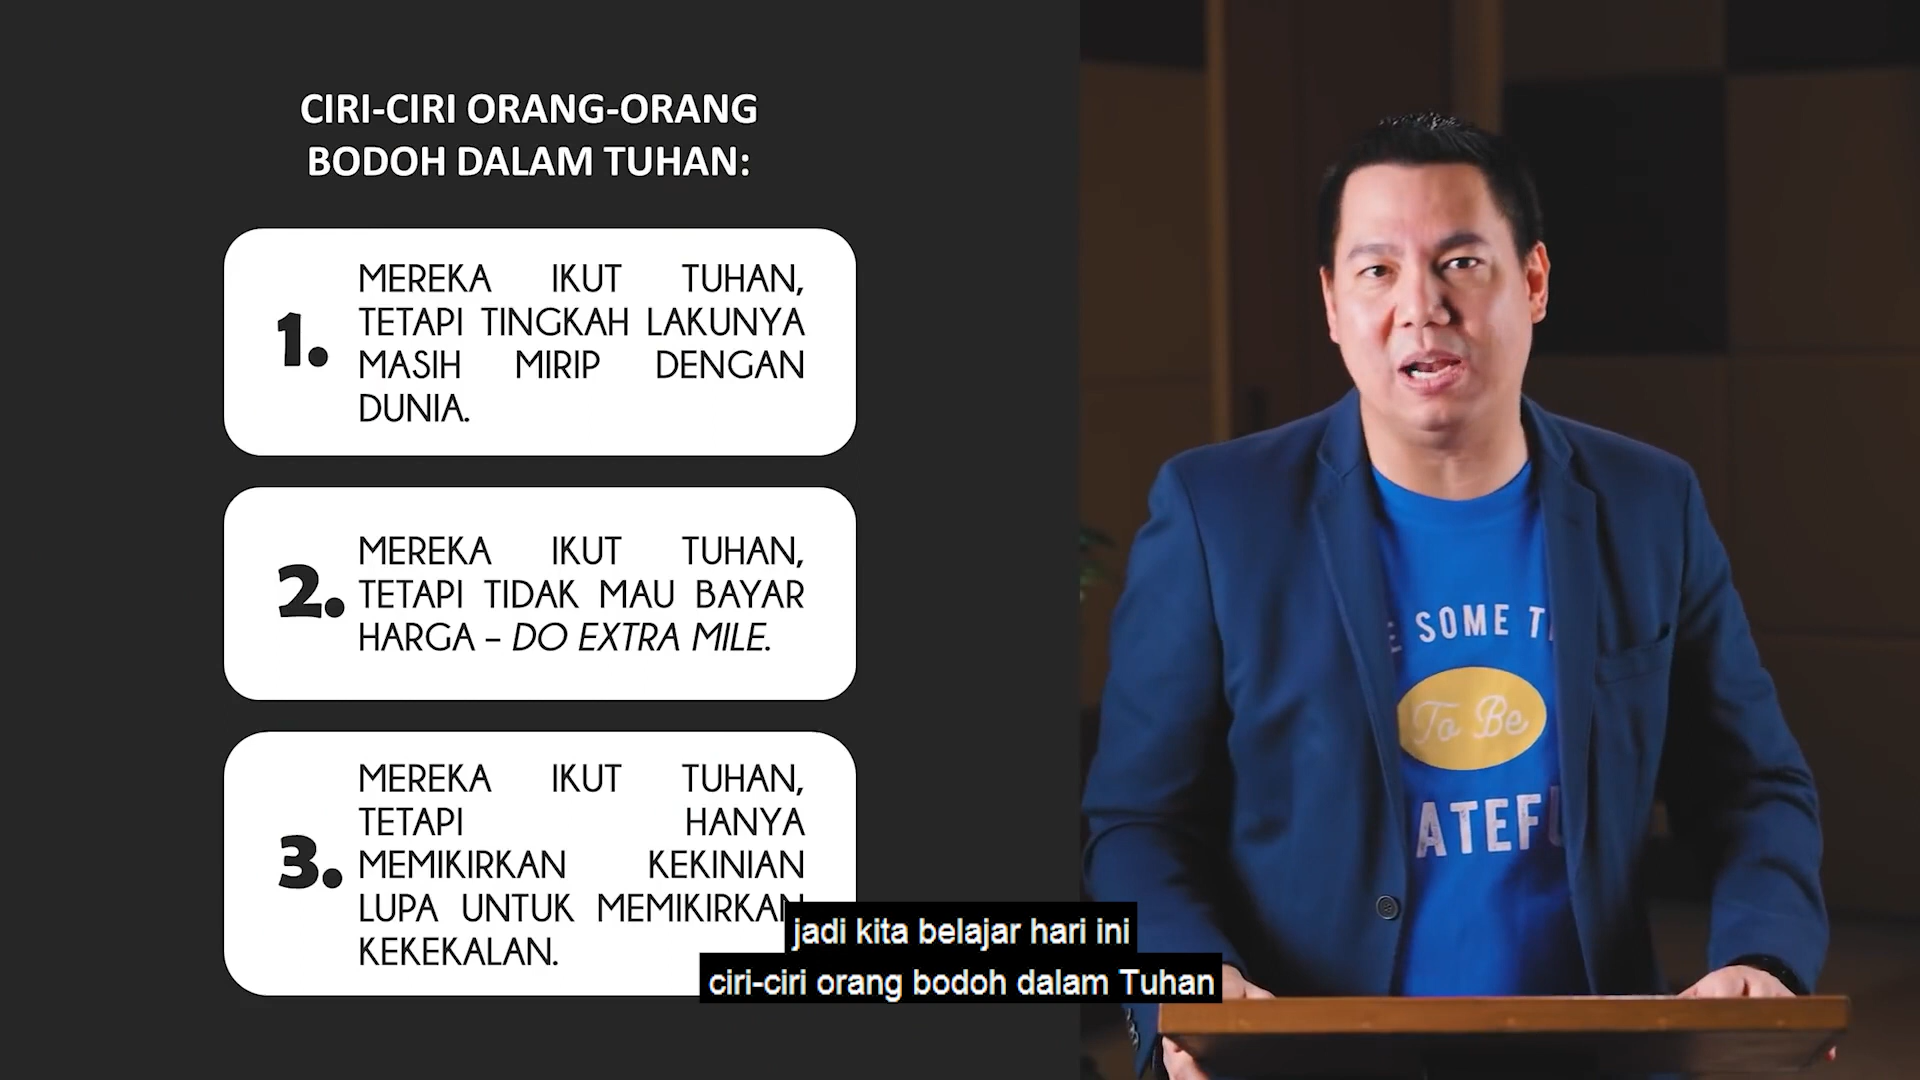 CIRI-CIRI ORANG-ORANG
BODOH DALAM TUHAN:
1.
MEREKA IKUT TUHAN,
TETAPI TINGKAH LAKUNYA
MASIH MIRIP DENGAN
DUNIA.
2.
MEREKA IKUT TUHAN,
TETAPI TIDAK MAU BAYAR
HARGA – DO EXTRA MILE.
3.
MEREKA IKUT TUHAN,
TETAPI HANYA
MEMIKIRKAN KEKINIAN
LUPA UNTUK MEMIKIRKAN
KEKEKALAN.
jadi kita belajar hari ini
ciri-ciri orang bodoh dalam Tuhan
SOME
To Be